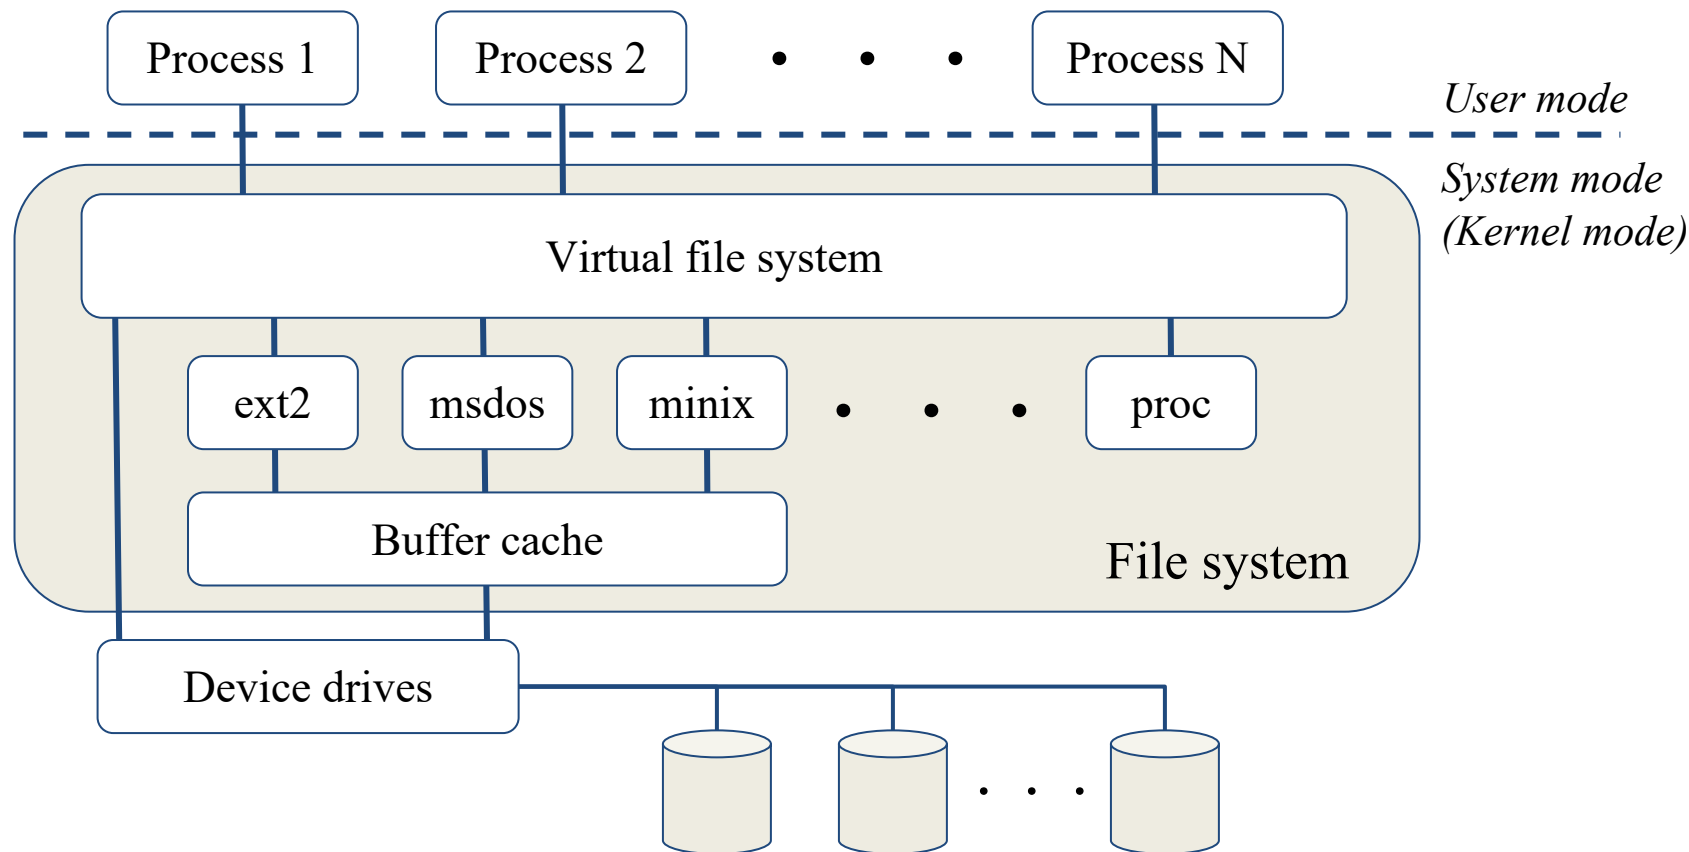 Process 1
Process 2
Process N
User mode
System mode
(Kernel mode)
Virtual file system
ext2
msdos
minix
proc
Buffer cache
File system
Device drives